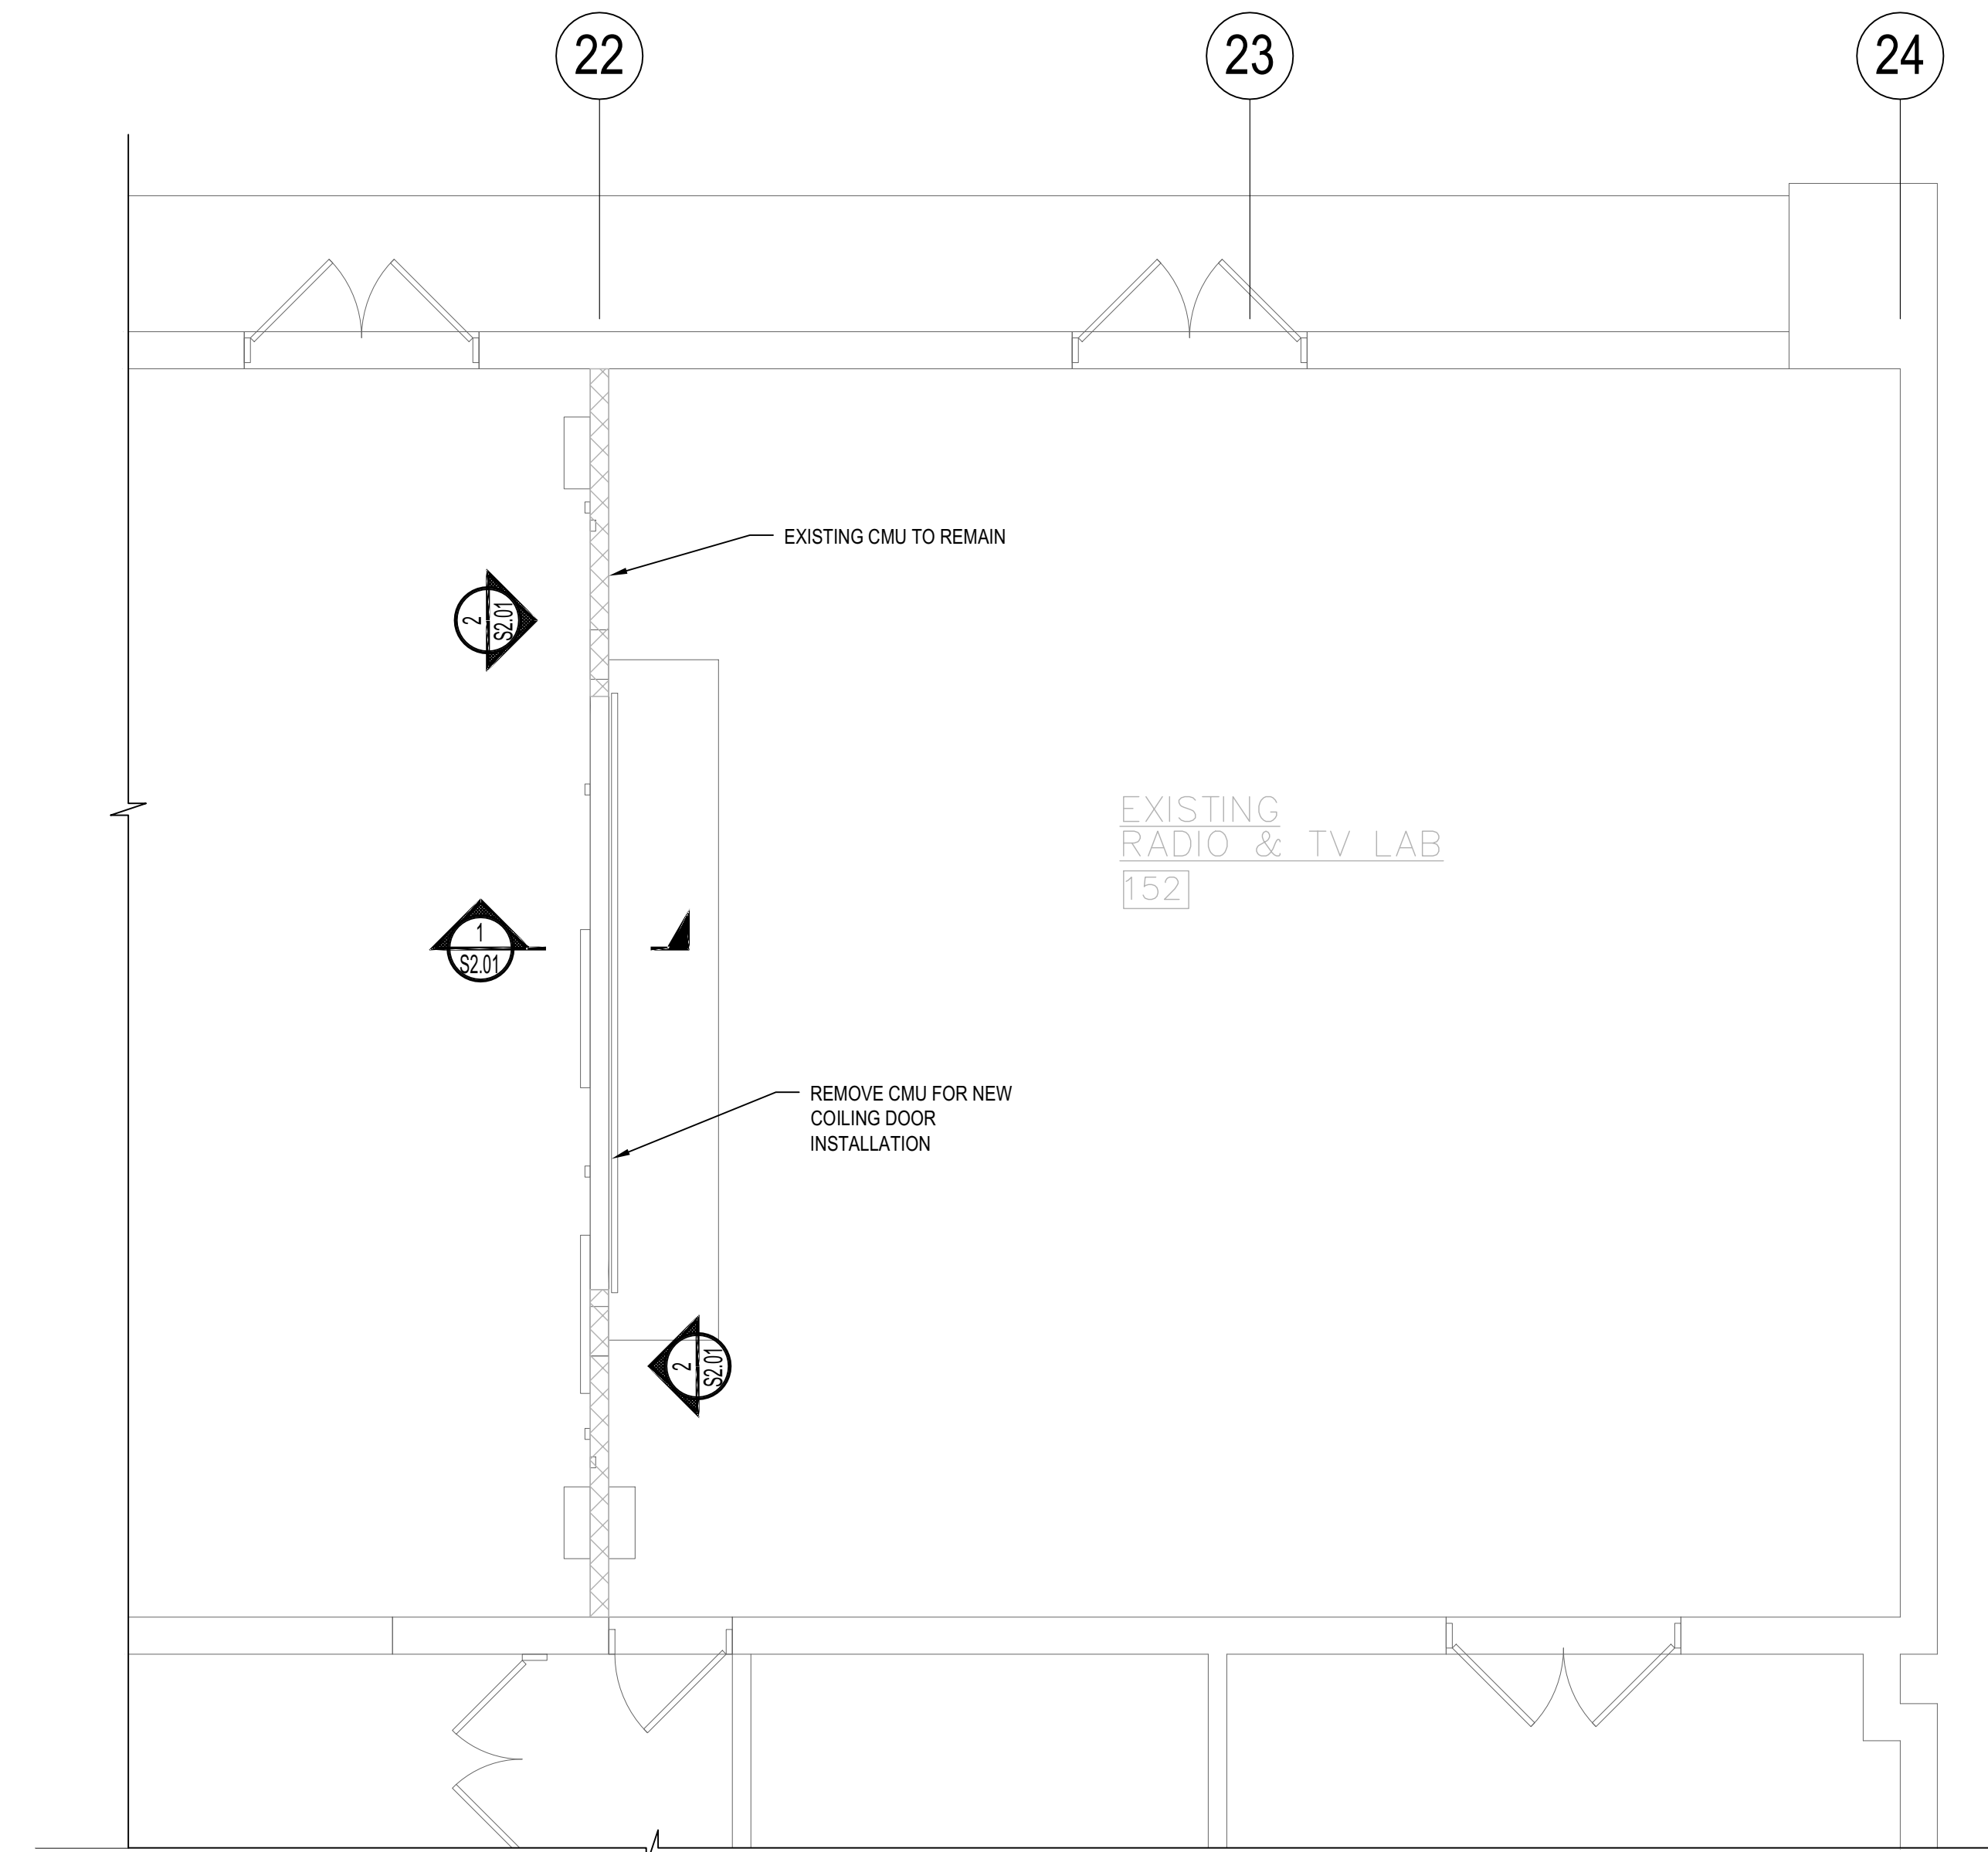 22
23
24
EXISTING CMU TO REMAIN
2
S2.01
EXISTING
RADIO & TV LAB
152
1
S2.01
REMOVE CMU FOR NEW
COILING DOOR
INSTALLATION
2
S2.01